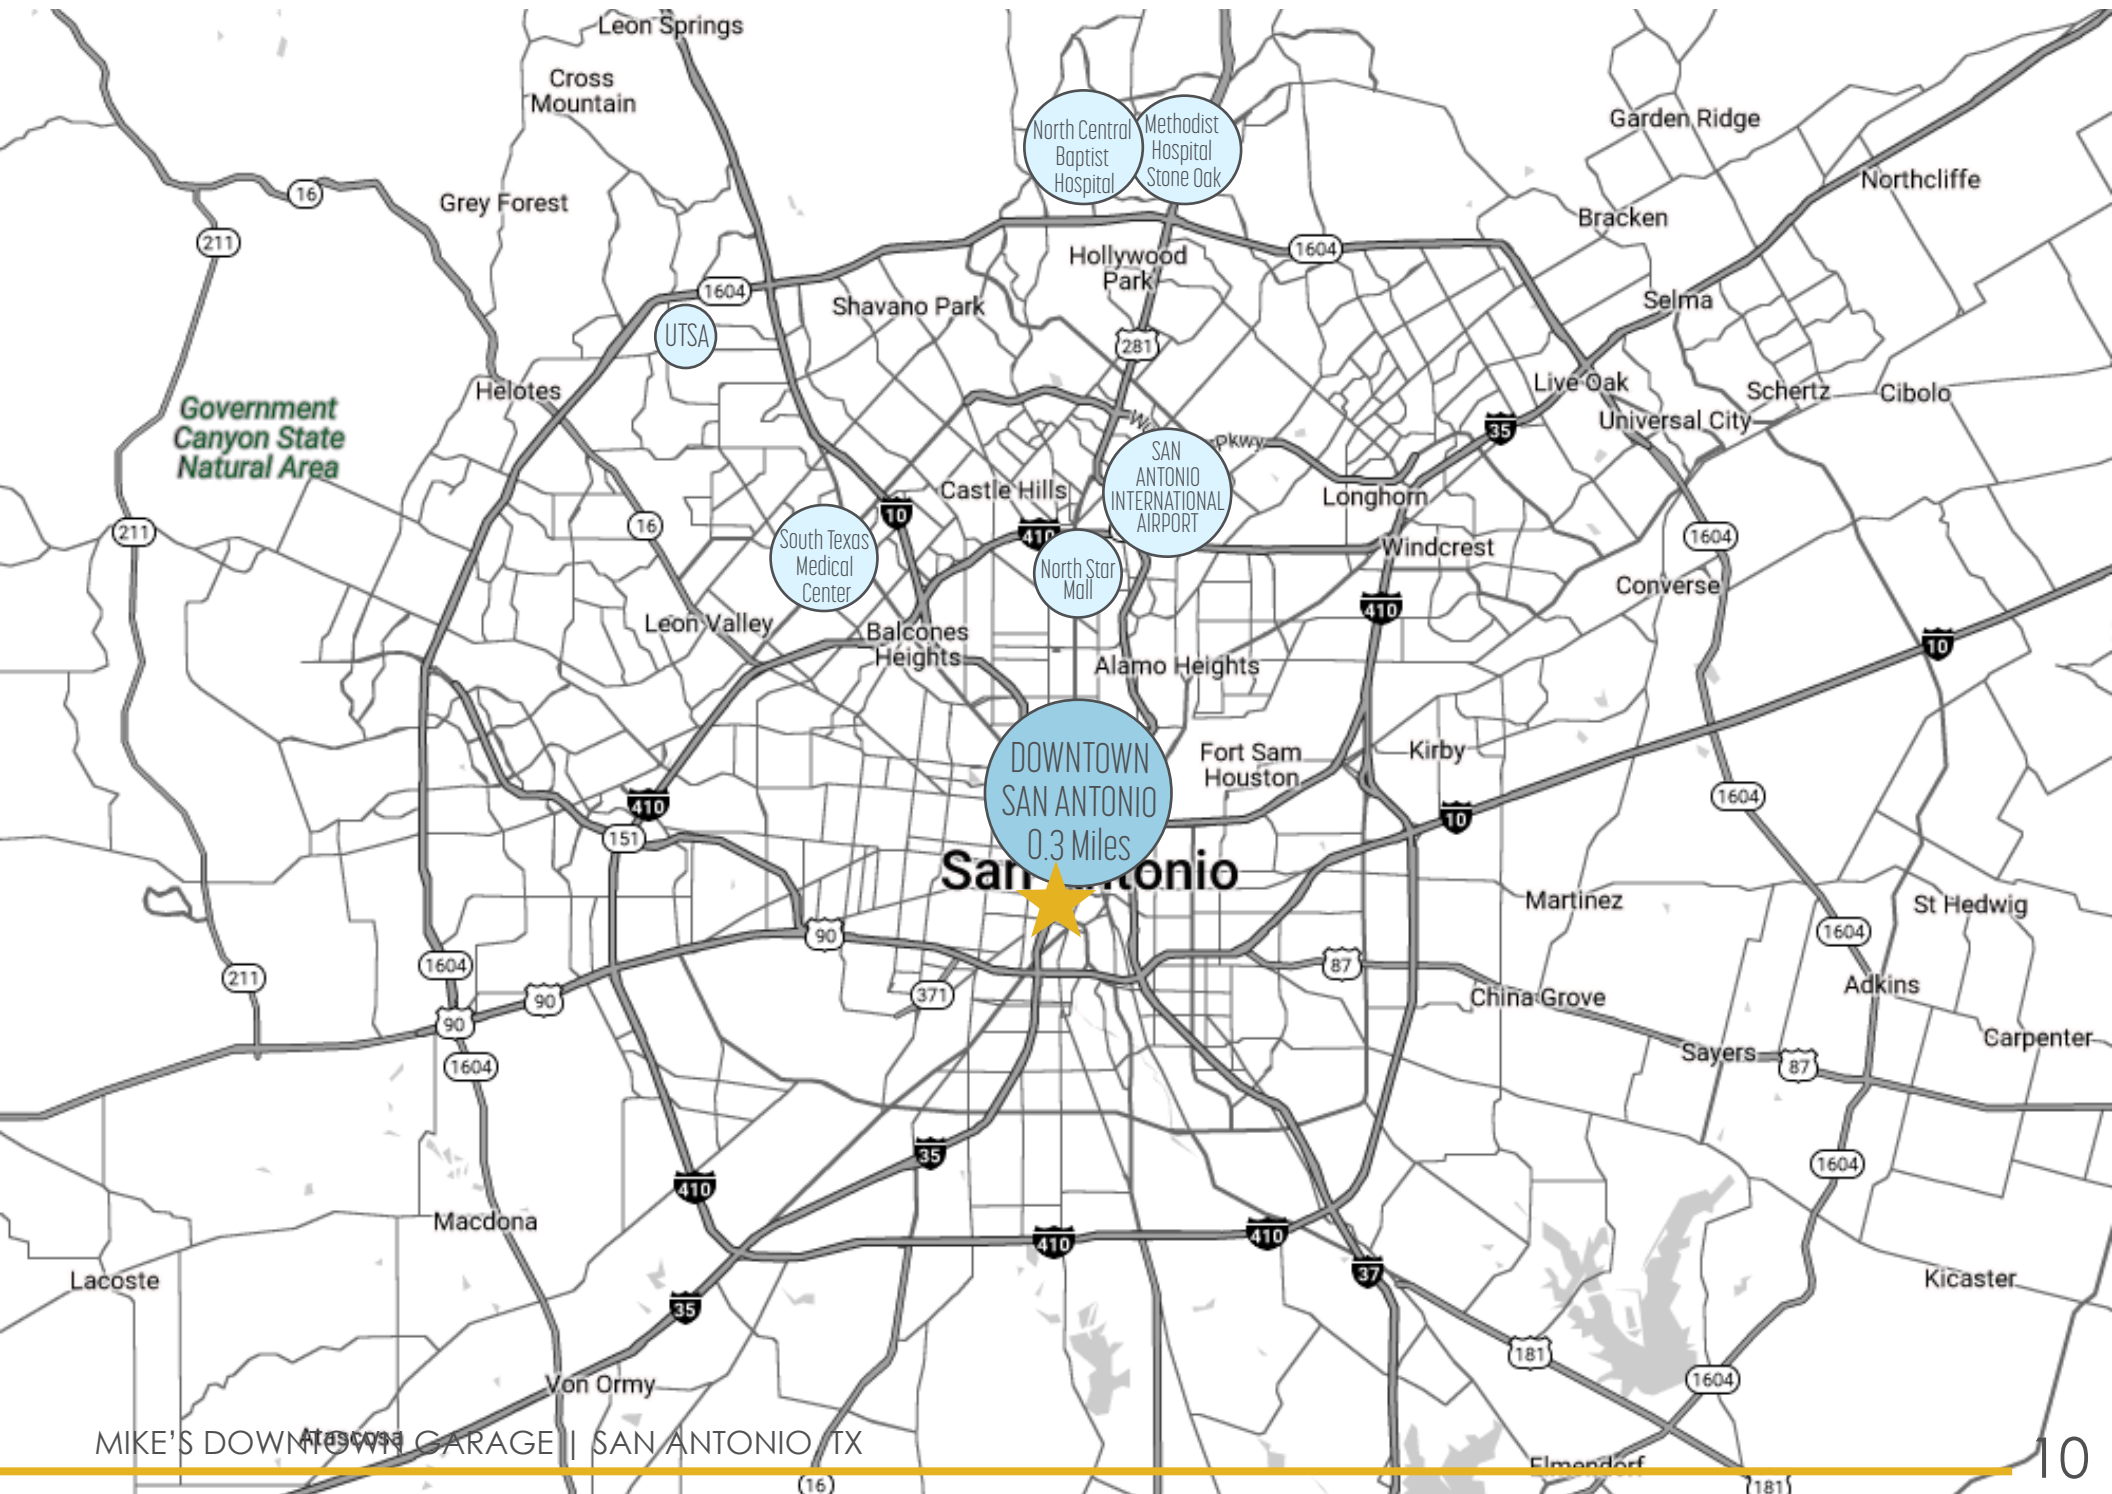 Leon Springs
Cross
Mountain
Garden Ridge
North Central
Baptist
Hospital
Methodist
Hospital
Stone Oak
Northcliffe
16
Grey Forest
Bracken
211
Hollywood
Park
1604
1604
Shavano Park
Selma
UTSA
281
Helotes
Live Oak
Schertz
Cibolo
Government
Canyon State
Natural Area
Universal City
35
Pkwy
SAN
ANTONIO
INTERNATIONAL
AIRPORT
Castle Hills
Longhorn
10
16
211
410
1604
South Texas
Medical
Center
Windcrest
North Star
Mall
Converse
410
Leon Valley
Balcones
Heights
10
Alamo Heights
DOWNTOWN
SAN ANTONIO
0.3 Miles
Fort Sam
Houston
Kirby
410
1604
10
151
San Antonio
Martinez
St Hedwig
90
1604
1604
87
211
371
90
China Grove
Adkins
90
Carpenter
1604
Sayers
87
35
1604
410
Macdona
410
410
37
Lacoste
Kicaster
35
181
1604
Von Ormy
Atascosa
MIKE'S DOWNTOWN GARAGE | SAN ANTONIO, TX
10
Elmendorf
16
181